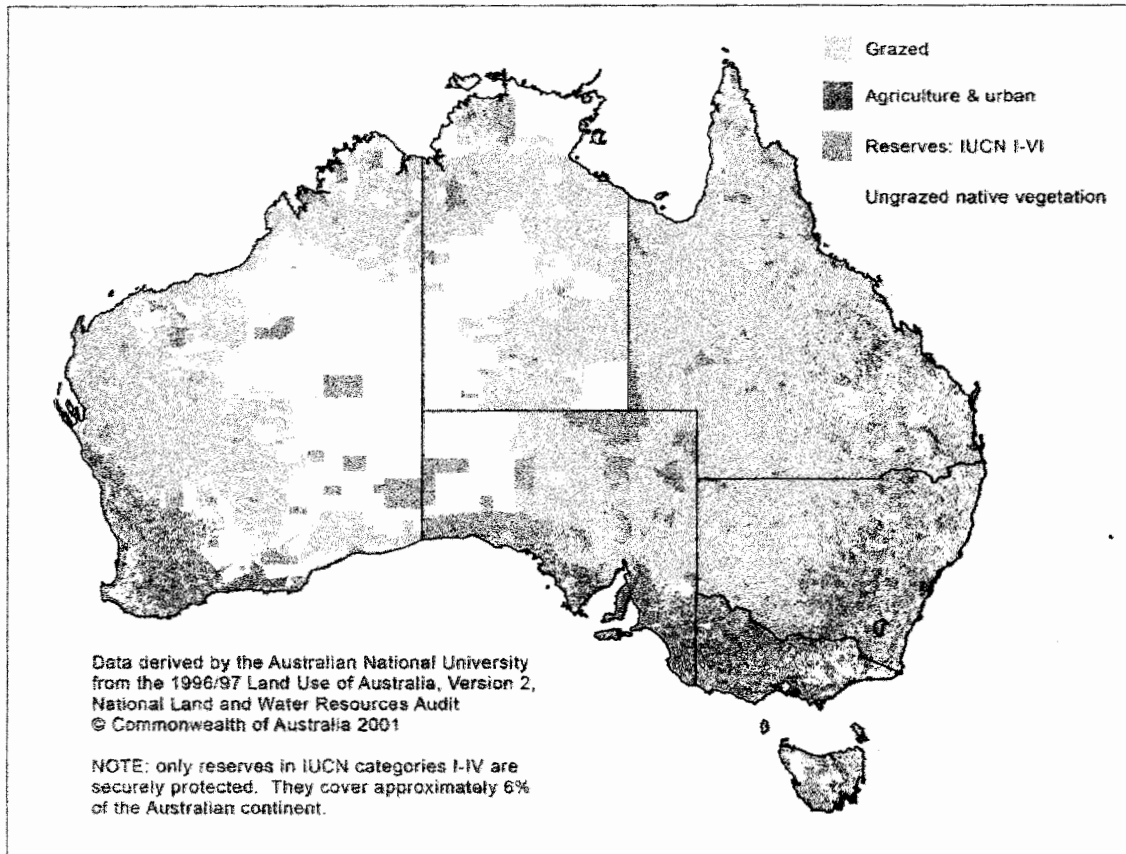 Grazed
Agriculture & urban
Reserves: IUCN I-VI
Ungrazed native vegetation
Data derived by the Australian National University
from the 1996/97 Land Use of Australia, Version 2,
National Land and Water Resources Audit
© Commonwealth of Australia 2001
NOTE: only reserves in IUCN categories I-IV are
securely protected. They cover approximately 6%
of the Australian continent.